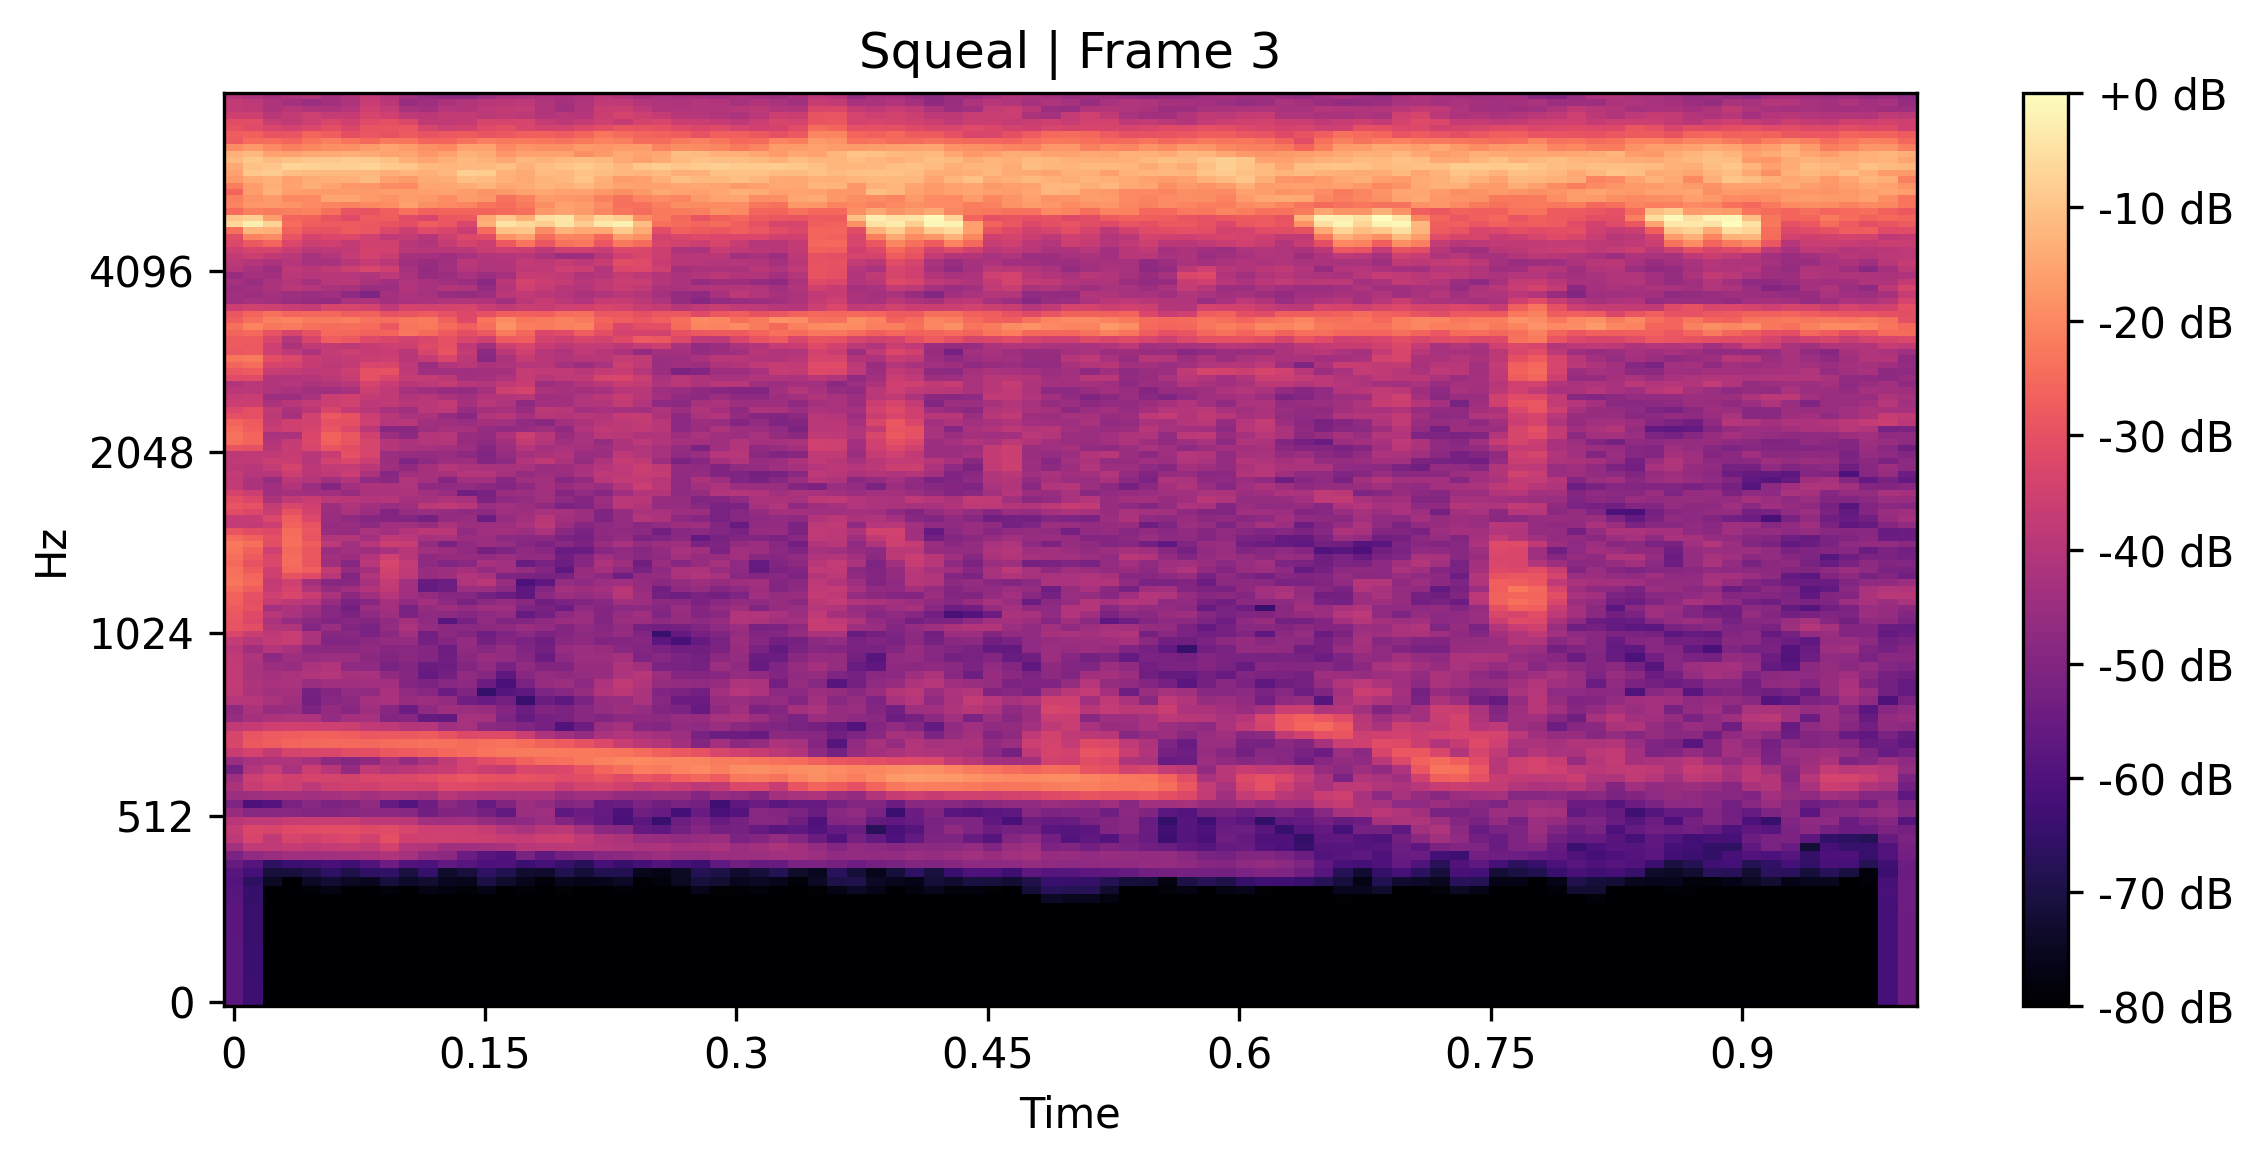 Squeal | Frame 3
+0 dB
-10 dB
-20 dB
-30 dB
-40 dB
-50 dB
-60 dB
-70 dB
-80 dB
Hz
4096
2048
1024
512
0
0 0.15 0.3 0.45 0.6 0.75 0.9
Time